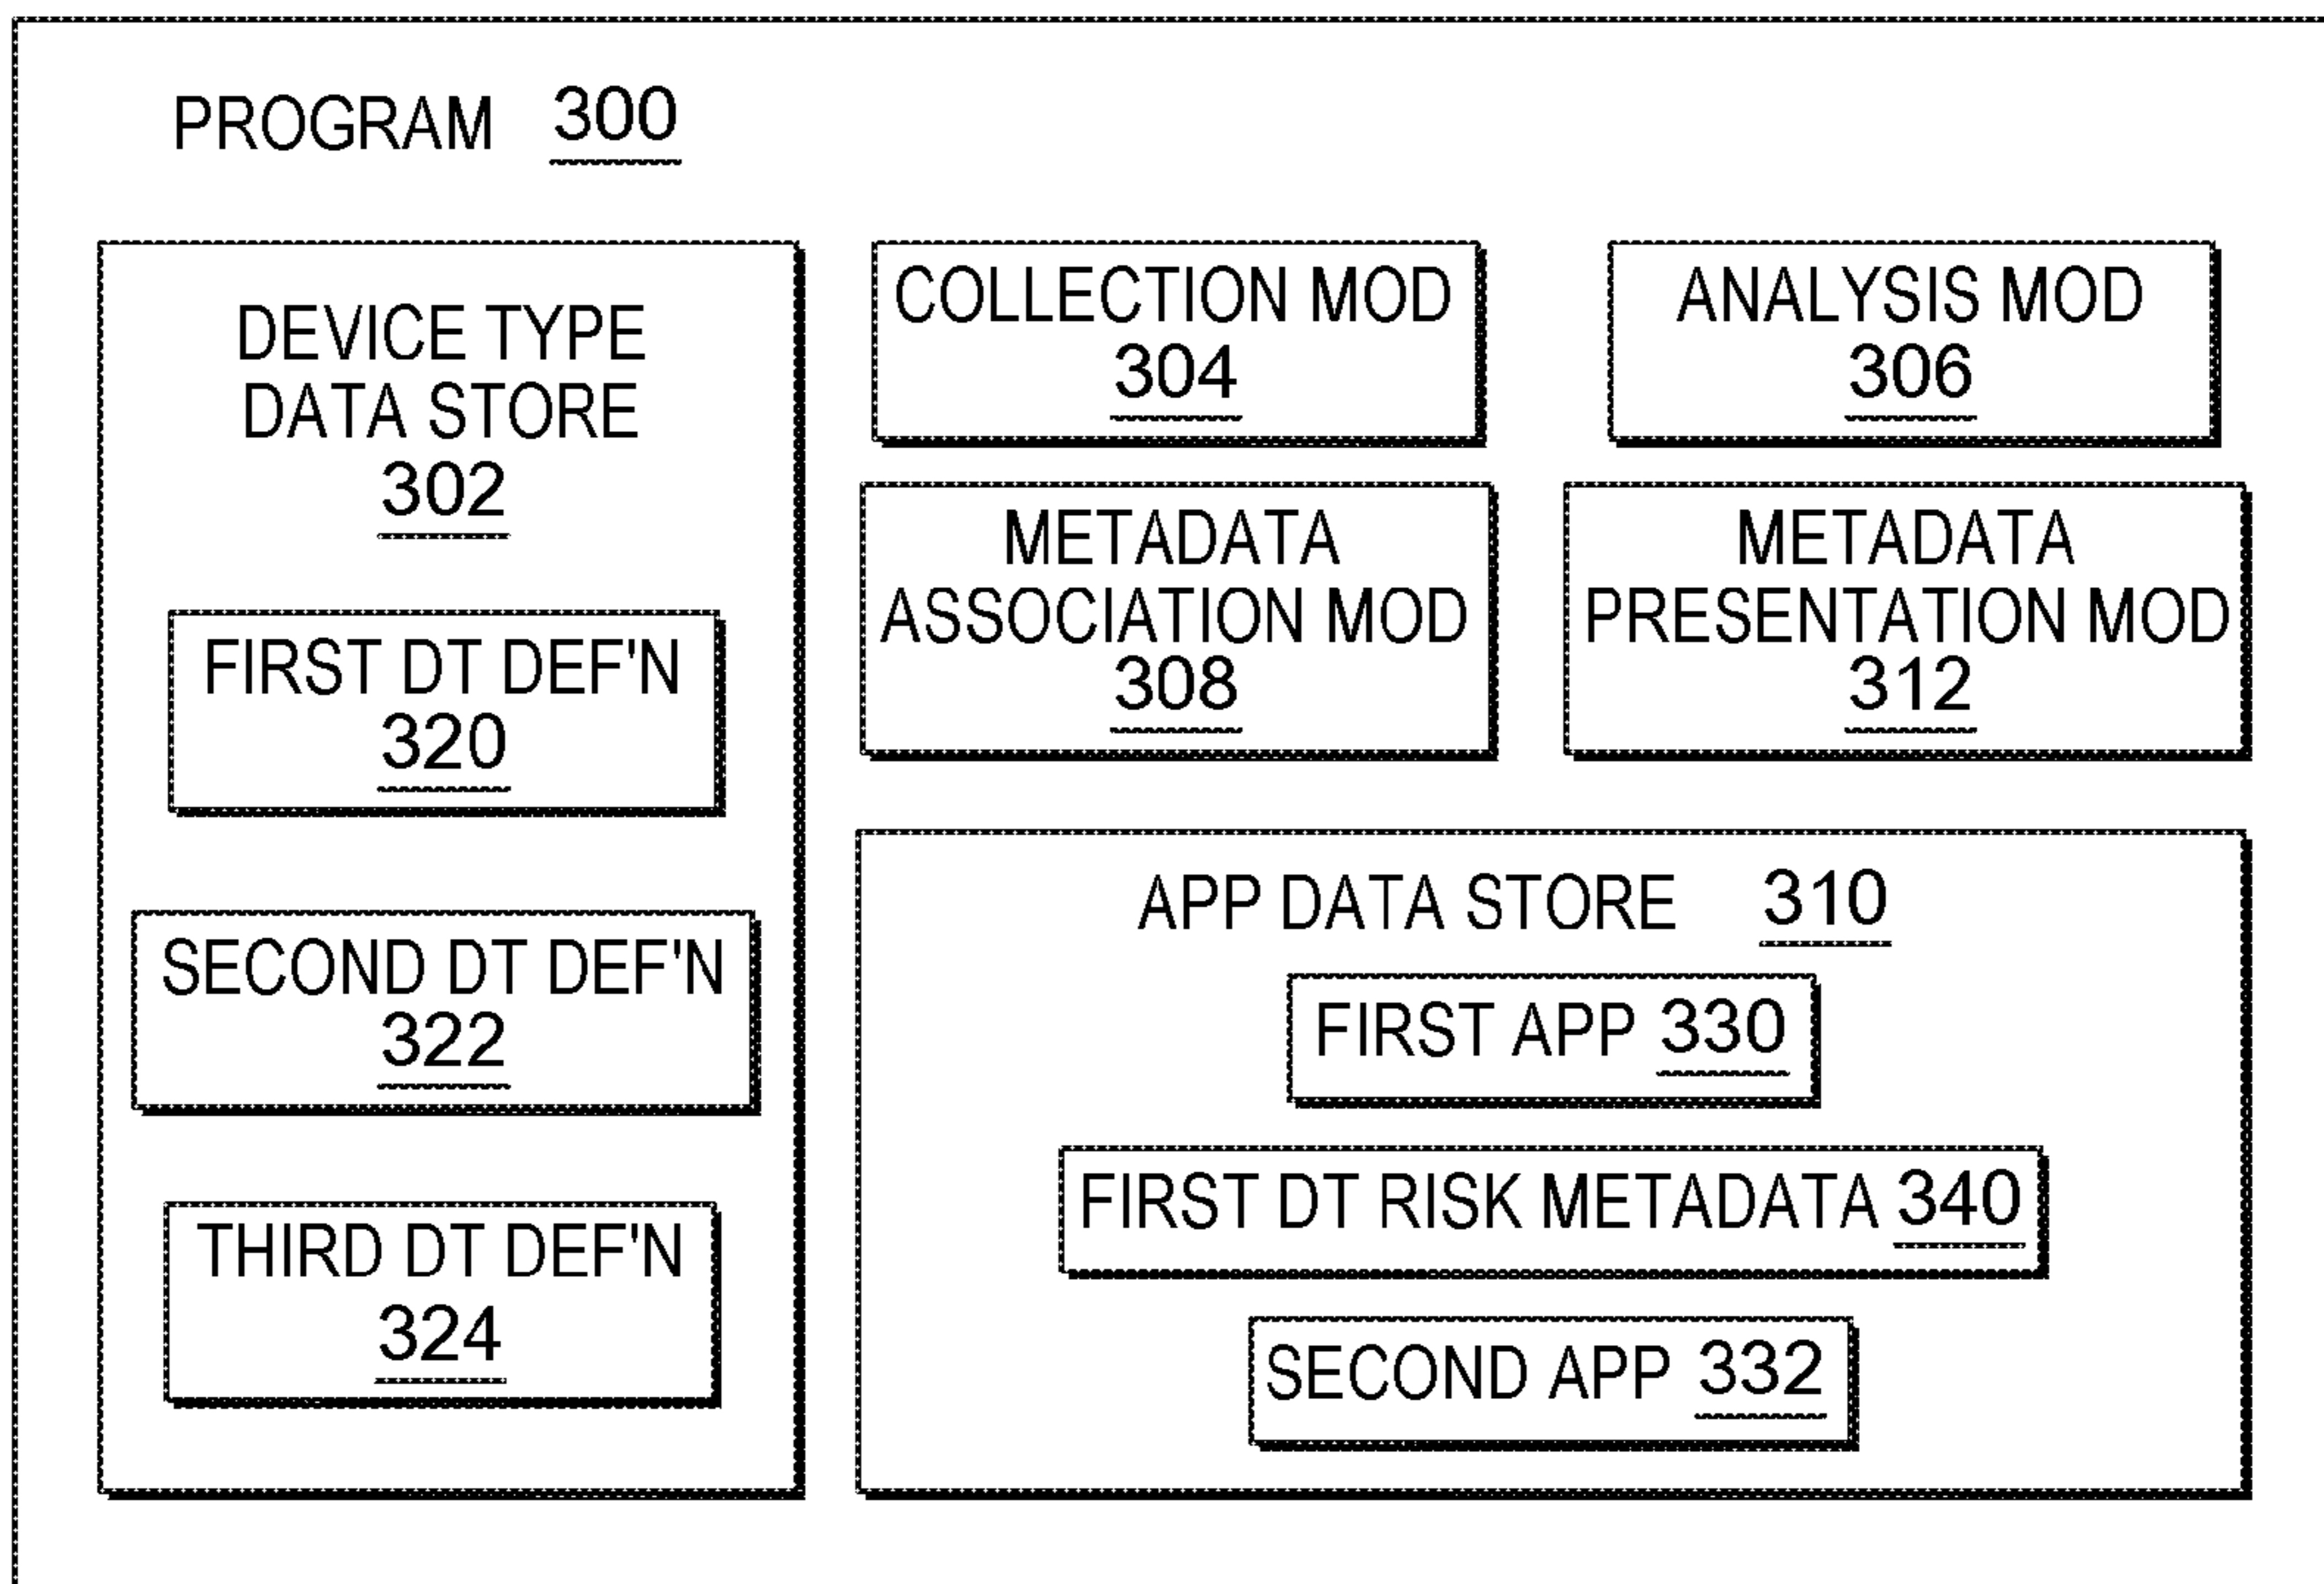 PROGRAM 300
DEVICE TYPE
DATA STORE
302
FIRST DT DEF'N
320
SECOND DT DEF'N
322
THIRD DT DEF'N
324
COLLECTION MOD
304
ANALYSIS MOD
306
METADATA
ASSOCIATION MOD
308
METADATA
PRESENTATION MOD
312
APP DATA STORE 310
FIRST APP 330
FIRST DT RISK METADATA 340
SECOND APP 332